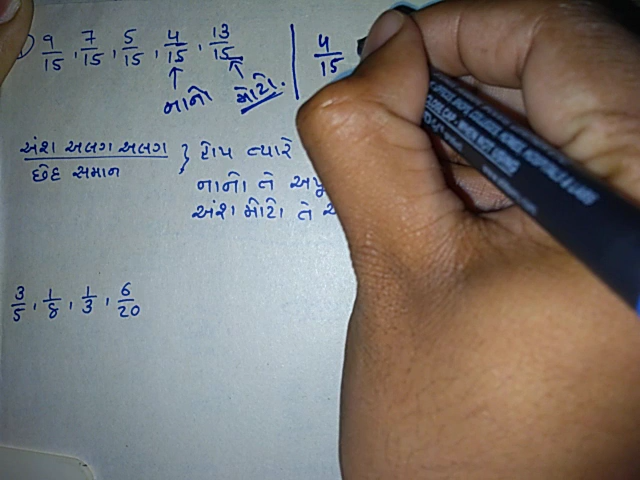 9/15, 7/15, 5/15, 4/15, 13/15 | 4/15
નાનો મોટો.
અંશ અલગ અલગ } હોય ત્યારે
છેદ સમાન
નાનો તે
અંશ મોટો તે
3/5, 1/8, 1/3, 6/20